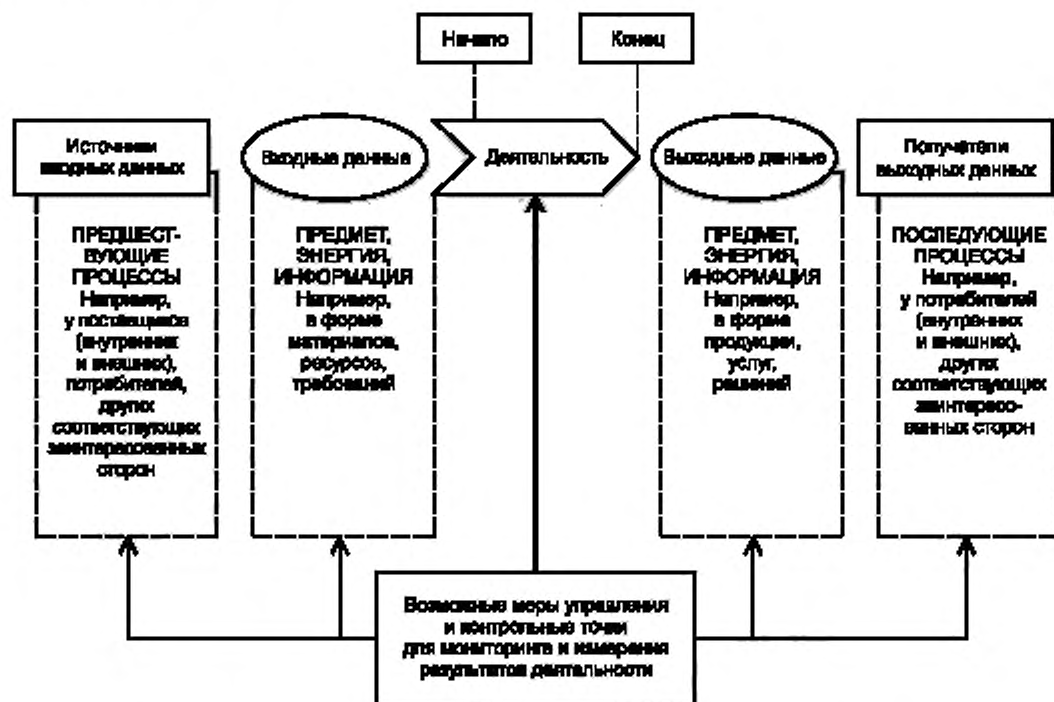 Начало
Конец
Источники
входных данных
Входные данные
Деятельность
Выходные данные
Получатели
выходных данных
ПРЕДШЕСТ-
ВУЮЩИЕ
ПРОЦЕССЫ
Например,
у поставщиков
(внутренних
и внешних),
потребителей,
других
соответствующих
заинтересованных
сторон
ПРЕДМЕТ,
ЭНЕРГИЯ,
ИНФОРМАЦИЯ
Например,
в форме
материалов,
ресурсов,
требований
ПРЕДМЕТ,
ЭНЕРГИЯ,
ИНФОРМАЦИЯ
Например,
в форме
продукции,
услуг,
решений
ПОСЛЕДУЮЩИЕ
ПРОЦЕССЫ
Например,
у потребителей
(внутренних
и внешних),
других
соответствующих
заинтересо-
ванных сторон
Возможные меры управления
и контрольные точки
для мониторинга и измерения
результатов деятельности